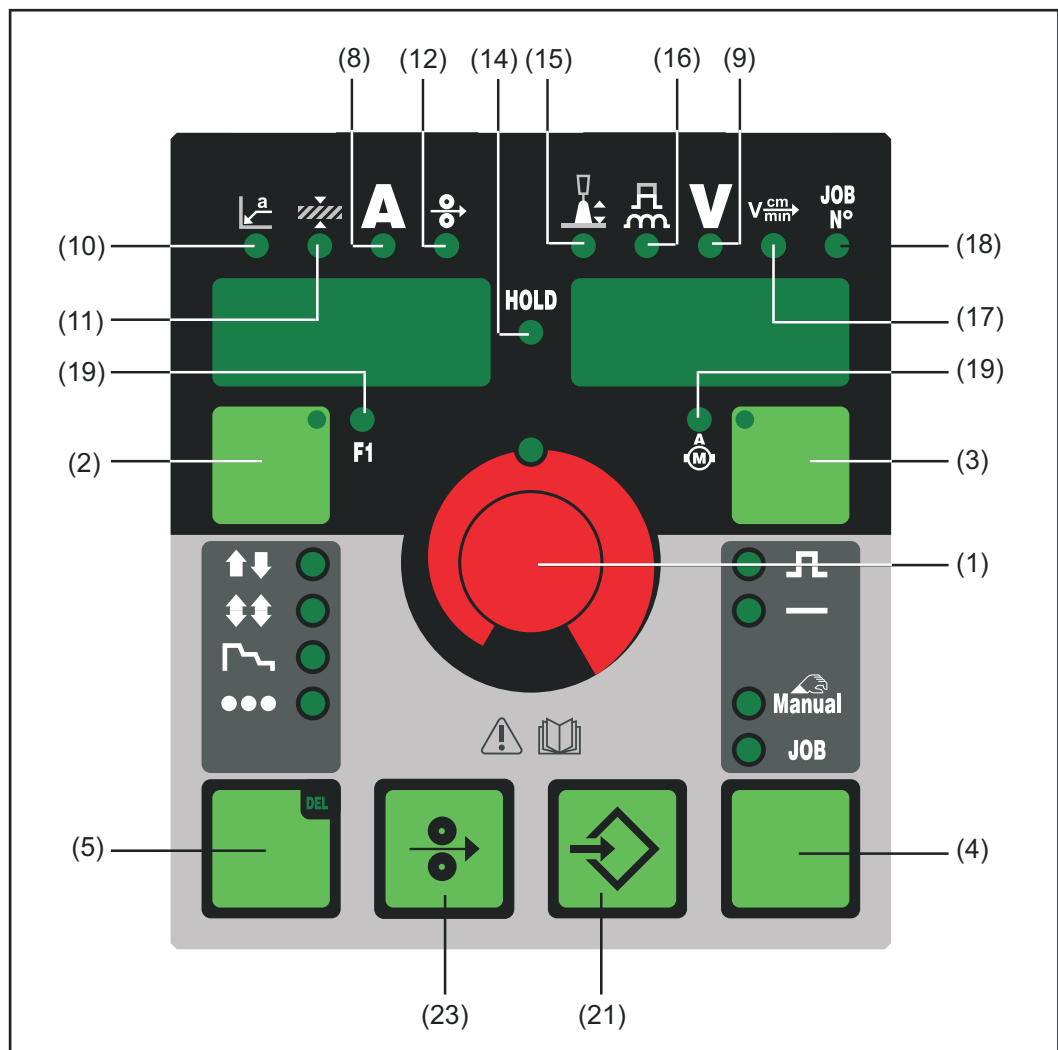 (8) (12) (14) (15) (16) (9)
a A V V cm/min JOB N°
(10) (18)
HOLD
(11) (17)
(19) (19)
F1 A M
(2) (3)
(1)
Manual
JOB
DEL
(5) (4)
(23) (21)